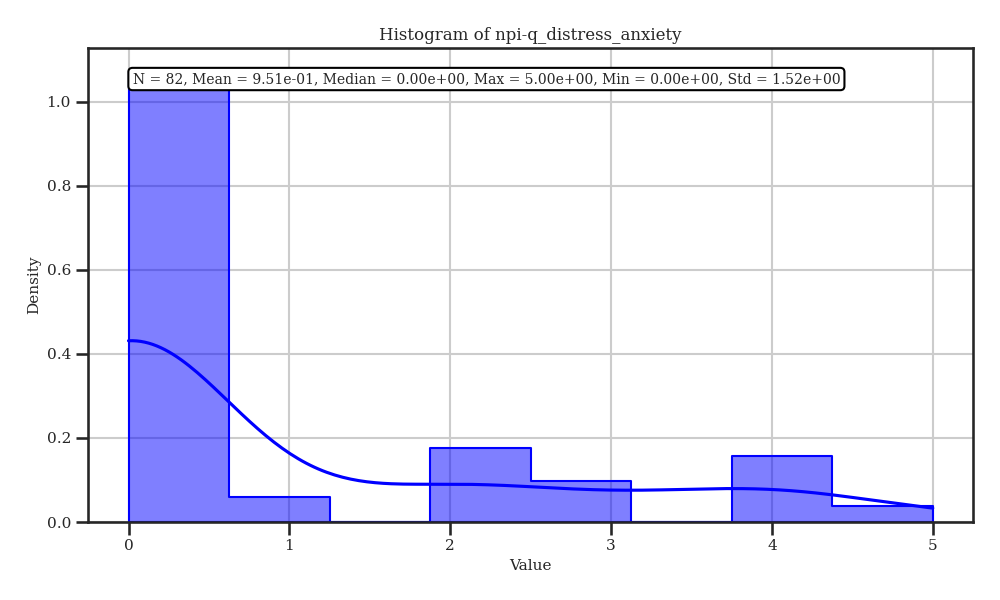 Histogram of npi-q_distress_anxiety
N = 82, Mean = 9.51e-01, Median = 0.00e+00, Max = 5.00e+00, Min = 0.00e+00, Std = 1.52e+00
1.0
0.8
0.6
0.4
0.2
0.0
Density
0 1 2 3 4 5
Value